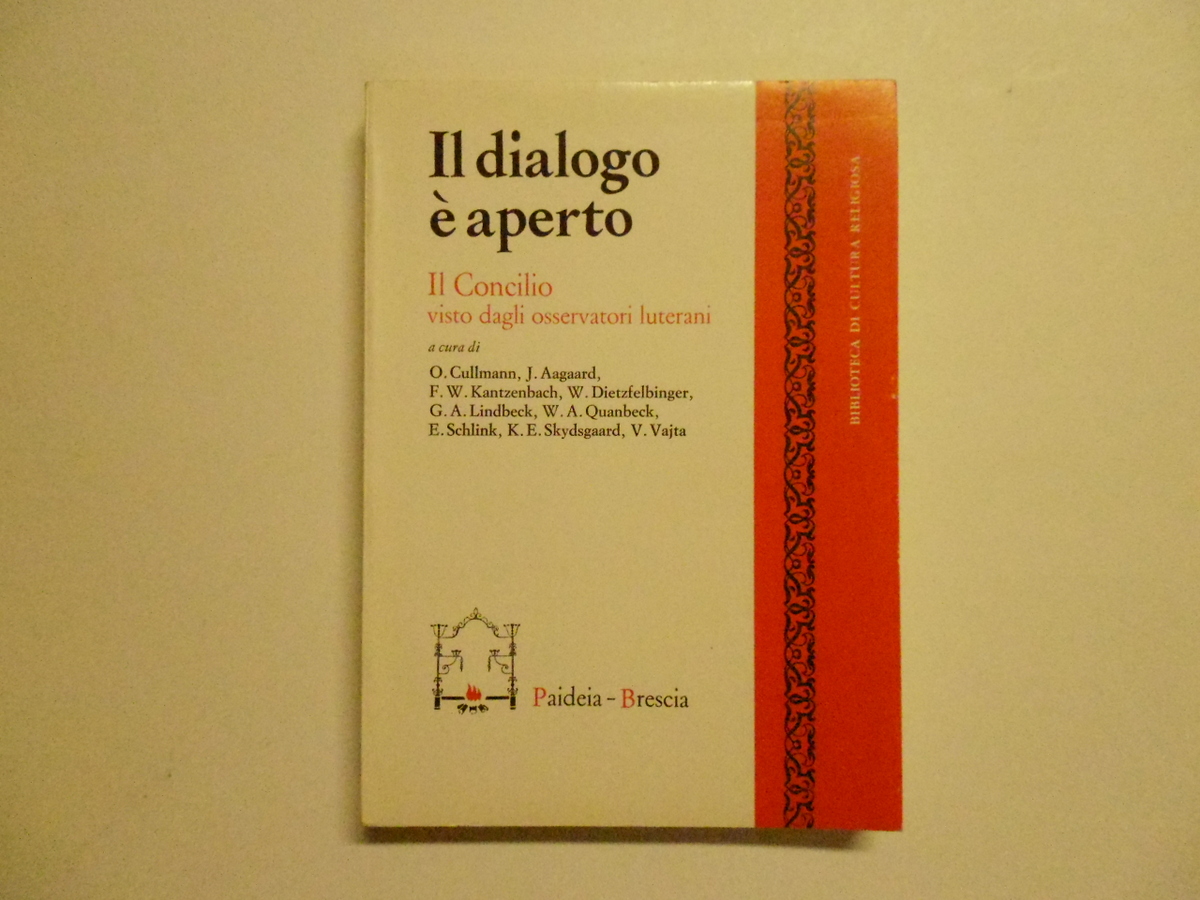 Il dialogo
è aperto
Il Concilio
visto dagli osservatori luterani
a cura di
O. Cullmann, J. Aagaard,
F. W. Kantzenbach, W. Dietzfelbinger,
G. A. Lindbeck, W. A. Quanbeck,
E. Schlink, K. E. Skydsgaard, V. Vajta
Paideia – Brescia
BIBLIOTECA DI CULTURA RELIGIOSA